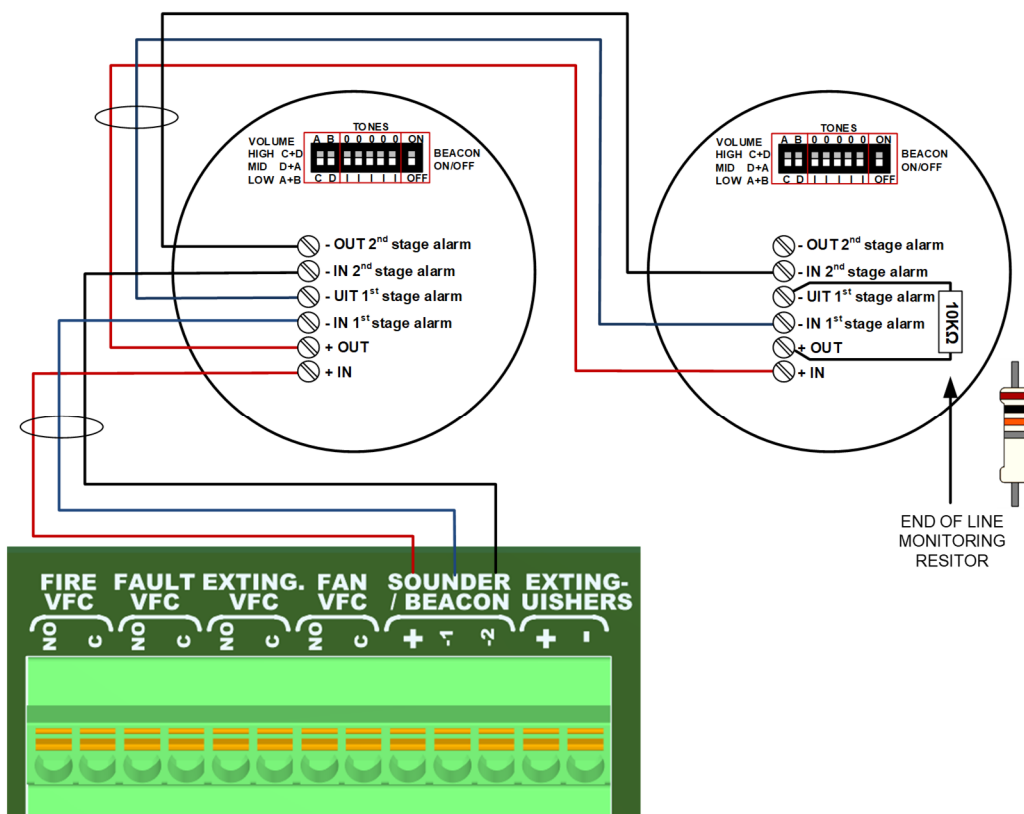 TONES
VOLUME A B 0 0 0 0 0 ON
HIGH C+D BEACON
MID D+A ON/OFF
LOW A+B C D I I I I I OFF
- OUT 2nd stage alarm
- IN 2nd stage alarm
- UIT 1st stage alarm
- IN 1st stage alarm
+ OUT
+ IN
TONES
VOLUME A B 0 0 0 0 0 ON
HIGH C+D BEACON
MID D+A ON/OFF
LOW A+B C D I I I I I OFF
- OUT 2nd stage alarm
- IN 2nd stage alarm
- UIT 1st stage alarm
- IN 1st stage alarm
+ OUT
+ IN
10KΩ
END OF LINE
MONITORING
RESITOR
FIRE FAULT EXTING. FAN SOUNDER EXTING-
VFC VFC VFC VFC / BEACON UISHERS
NO C NO C NO C NO C + -1 -2 + -